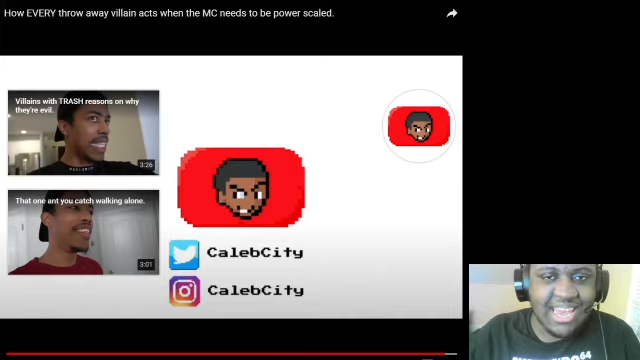 How EVERY throw away villain acts when the MC needs to be power scaled.
Villains with TRASH reasons on why
they're evil.
3:26
That one ant you catch walking alone.
3:01
CalebCity
CalebCity